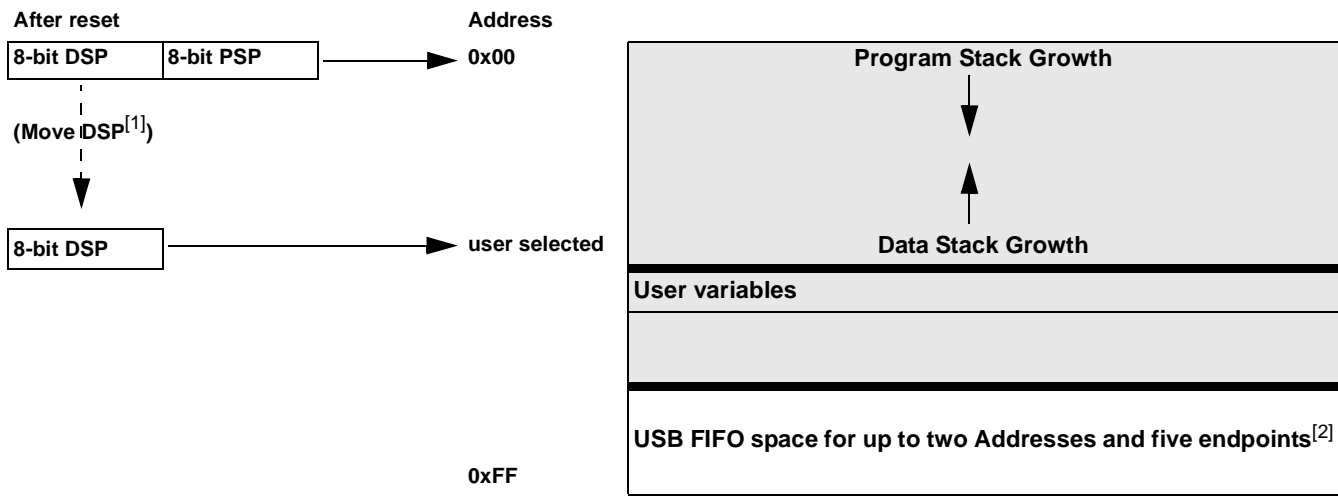 After reset Address
8-bit DSP 8-bit PSP 0x00 Program Stack Growth
(Move DSP[1])
8-bit DSP user selected Data Stack Growth
User variables
USB FIFO space for up to two Addresses and five endpoints[2]
0xFF